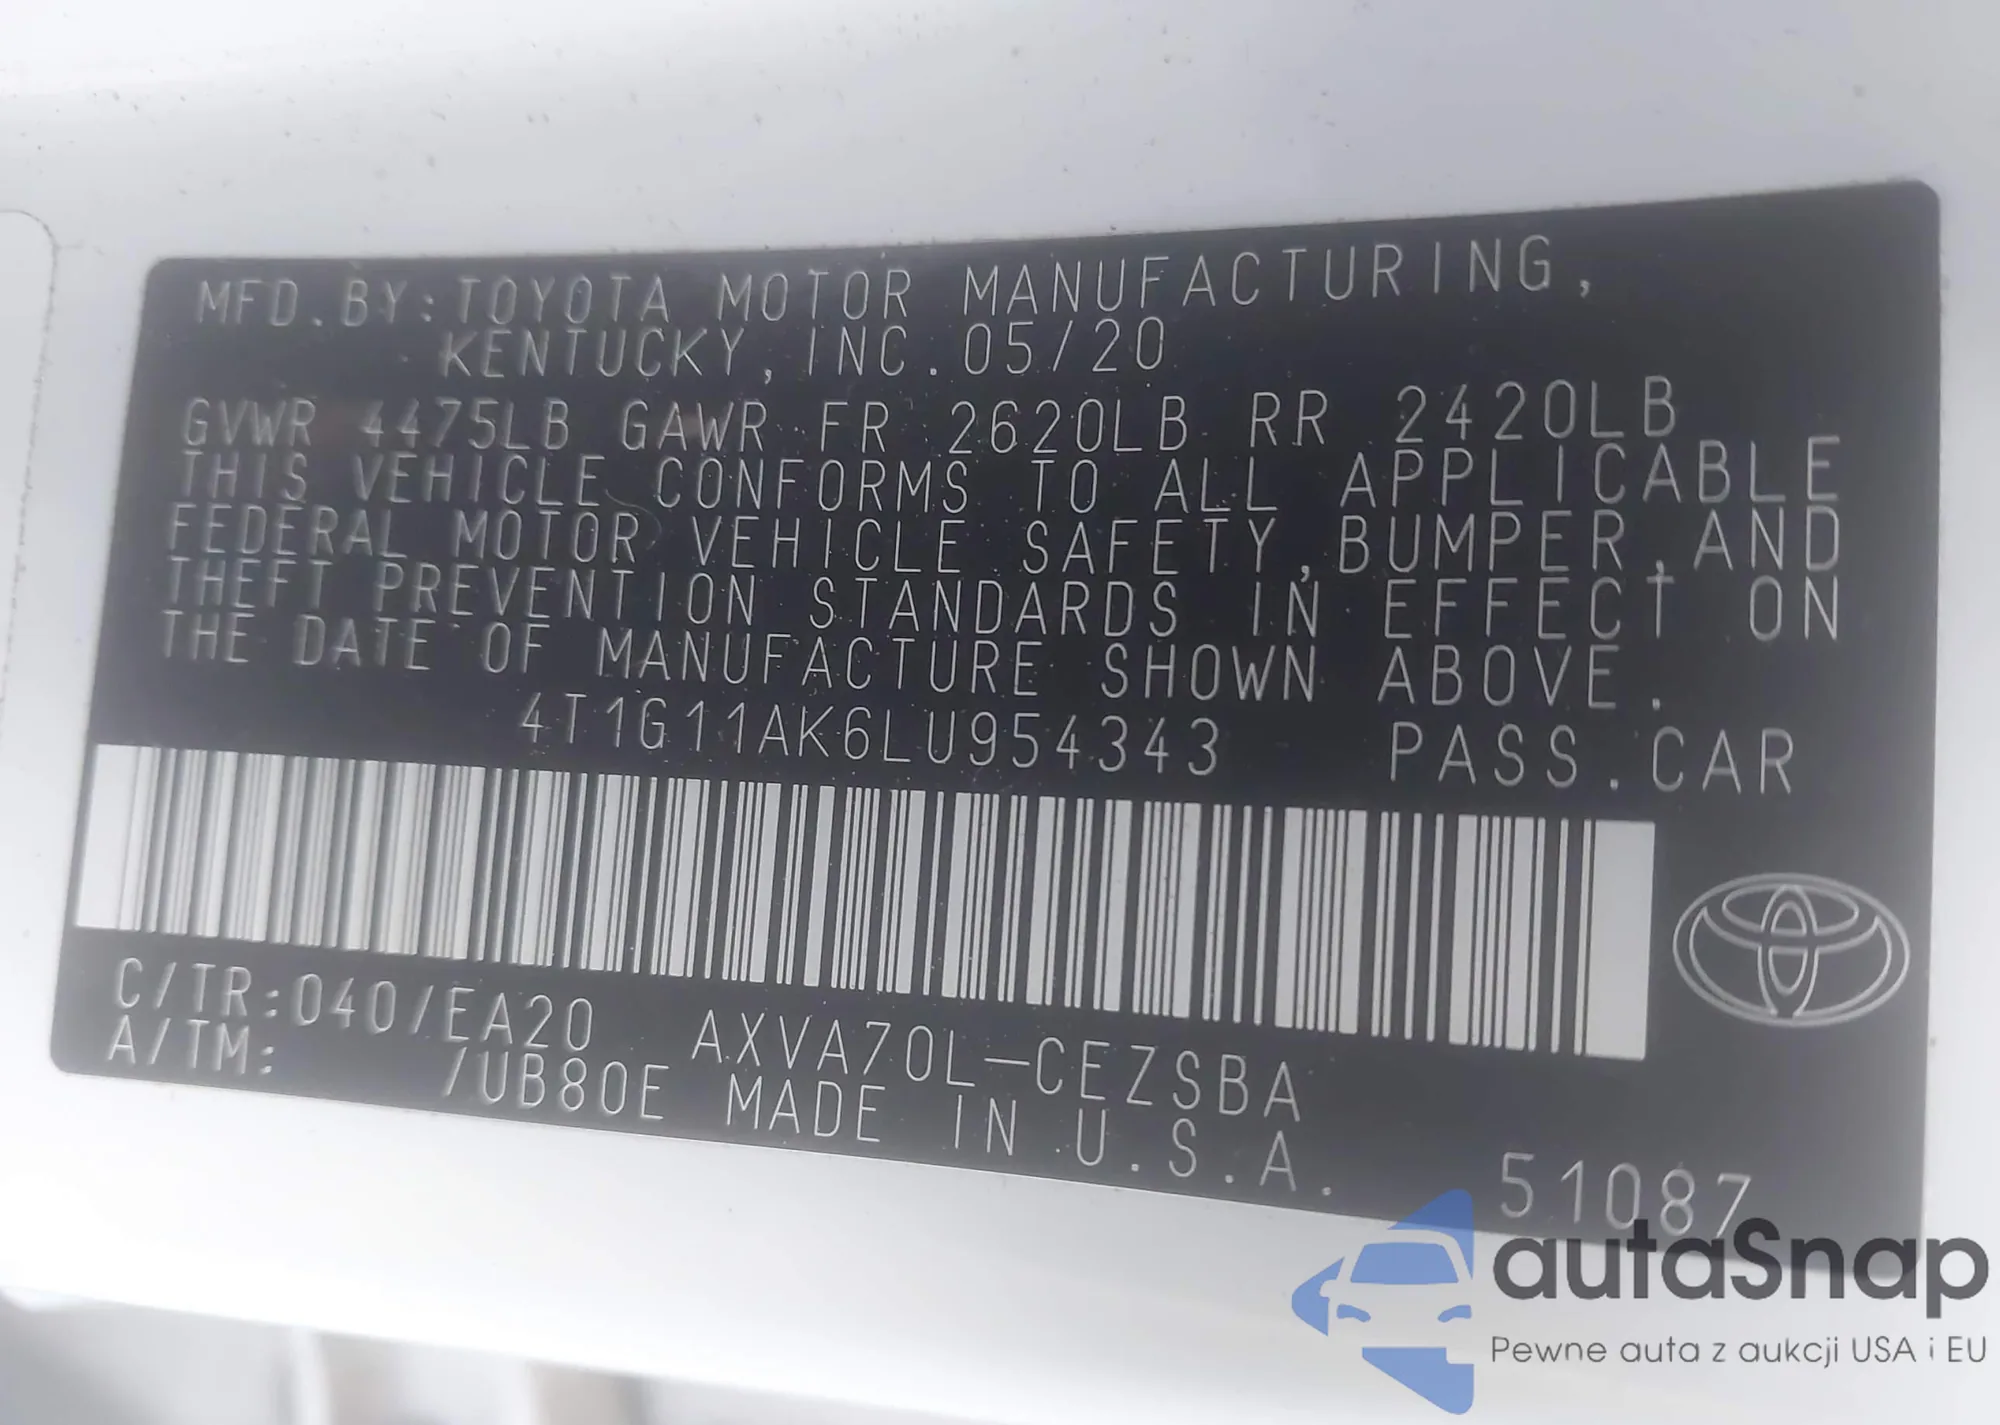 MFD.BY:TOYOTA MOTOR MANUFACTURING,
KENTUCKY,INC.05/20
GVWR 4475LB GAWR FR 2620LB RR 2420LB
THIS VEHICLE CONFORMS TO ALL APPLICABLE
FEDERAL MOTOR VEHICLE SAFETY,BUMPER,AND
THEFT PREVENTION STANDARDS IN EFFECT ON
THE DATE OF MANUFACTURE SHOWN ABOVE.
4T1G11AK6LU954343 PASS.CAR
C/TR:040/EA20 AXVA70L-CEZSBA
A/TM: /UB80E MADE IN U.S.A. 51087
autaSnap
Pewne auta z aukcji USA i EU